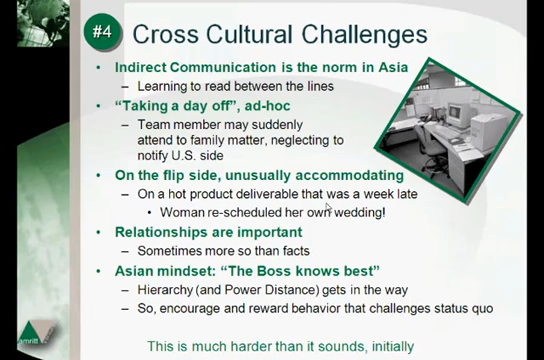 #4
Cross Cultural Challenges
• Indirect Communication is the norm in Asia
– Learning to read between the lines
• “Taking a day off”, ad-hoc
– Team member may suddenly
attend to family matter, neglecting to
notify U.S. side
• On the flip side, unusually accommodating
– On a hot product deliverable that was a week late
• Woman re-scheduled her own wedding!
• Relationships are important
– Sometimes more so than facts
• Asian mindset: “The Boss knows best”
– Hierarchy (and Power Distance) gets in the way
– So, encourage and reward behavior that challenges status quo
This is much harder than it sounds, initially
amritt